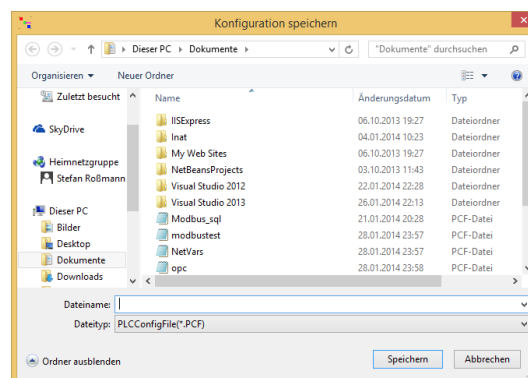 Konfiguration speichern
Dieser PC Dokumente
"Dokumente" durchsuchen
Organisieren Neuer Ordner
Zuletzt besucht
SkyDrive
Heimnetzgruppe
Stefan Roßmann
Dieser PC
Bilder
Desktop
Dokumente
Downloads
Name Änderungsdatum Typ
IISExpress 06.10.2013 19:27 Dateiordner
Inat 04.01.2014 10:23 Dateiordner
My Web Sites 06.10.2013 19:27 Dateiordner
NetBeansProjects 03.10.2013 11:43 Dateiordner
Visual Studio 2012 22.01.2014 22:28 Dateiordner
Visual Studio 2013 26.01.2014 22:13 Dateiordner
Modbus_sql 21.01.2014 20:28 PCF-Datei
modbustest 28.01.2014 23:57 PCF-Datei
NetVars 28.01.2014 23:57 PCF-Datei
opc 28.01.2014 23:58 PCF-Datei
Dateiname:
Dateityp: PLCConfigFile(*.PCF)
Ordner ausblenden
Speichern Abbrechen